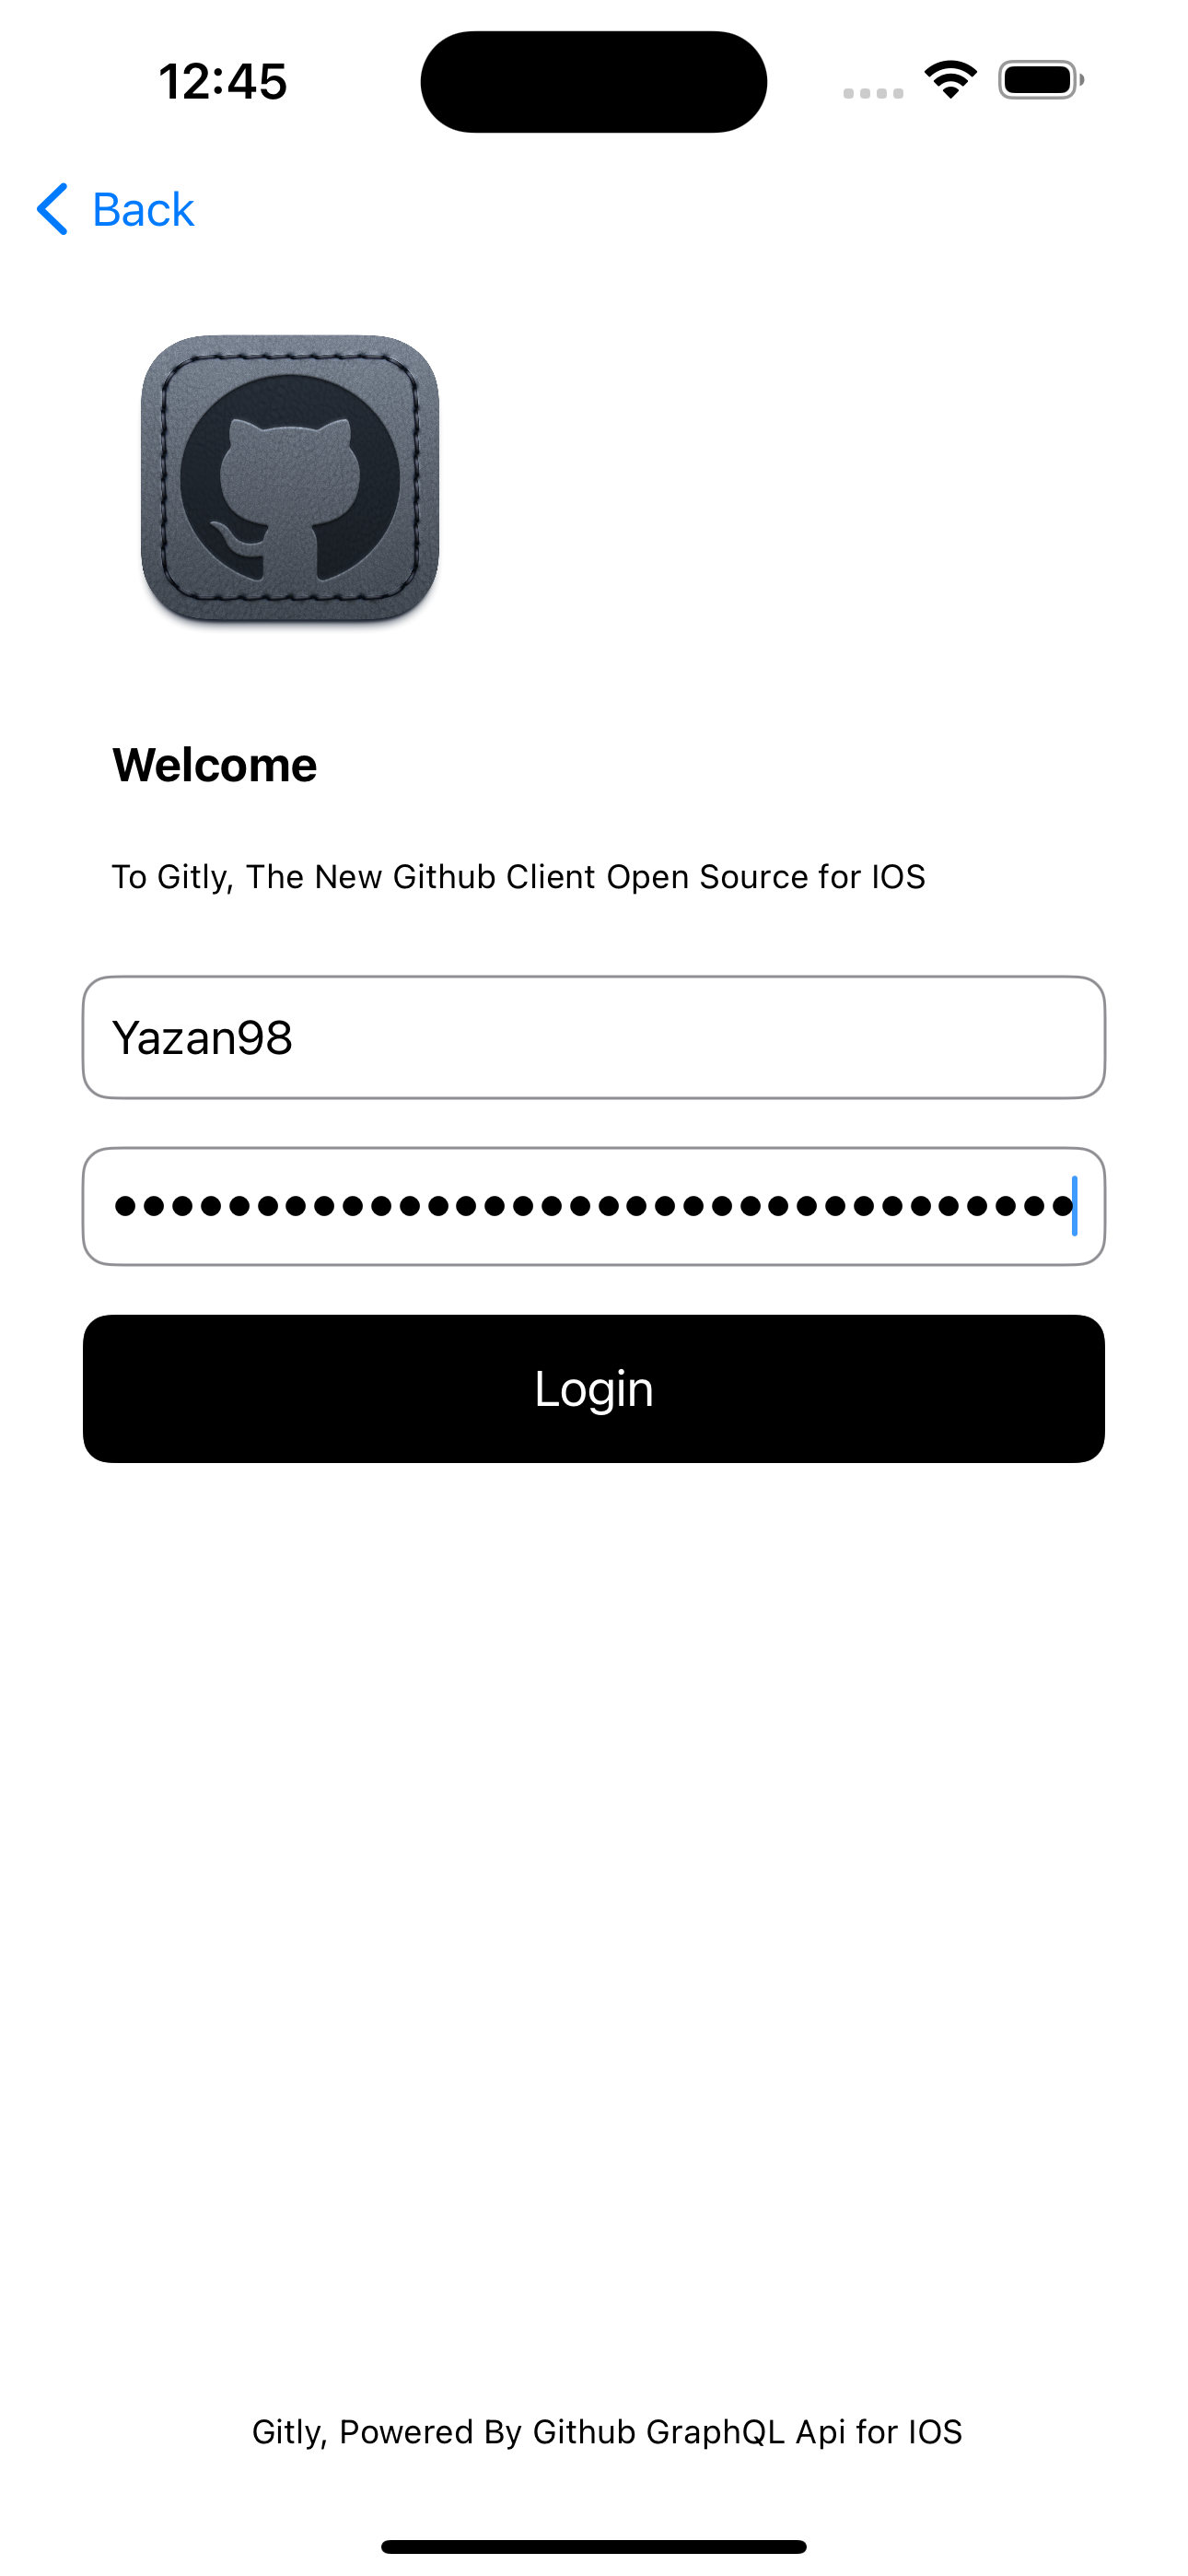 12:45
Back
Welcome
To Gitly, The New Github Client Open Source for IOS
Yazan98
••••••••••••••••••••••••••••••••••
Login
Gitly, Powered By Github GraphQL Api for IOS